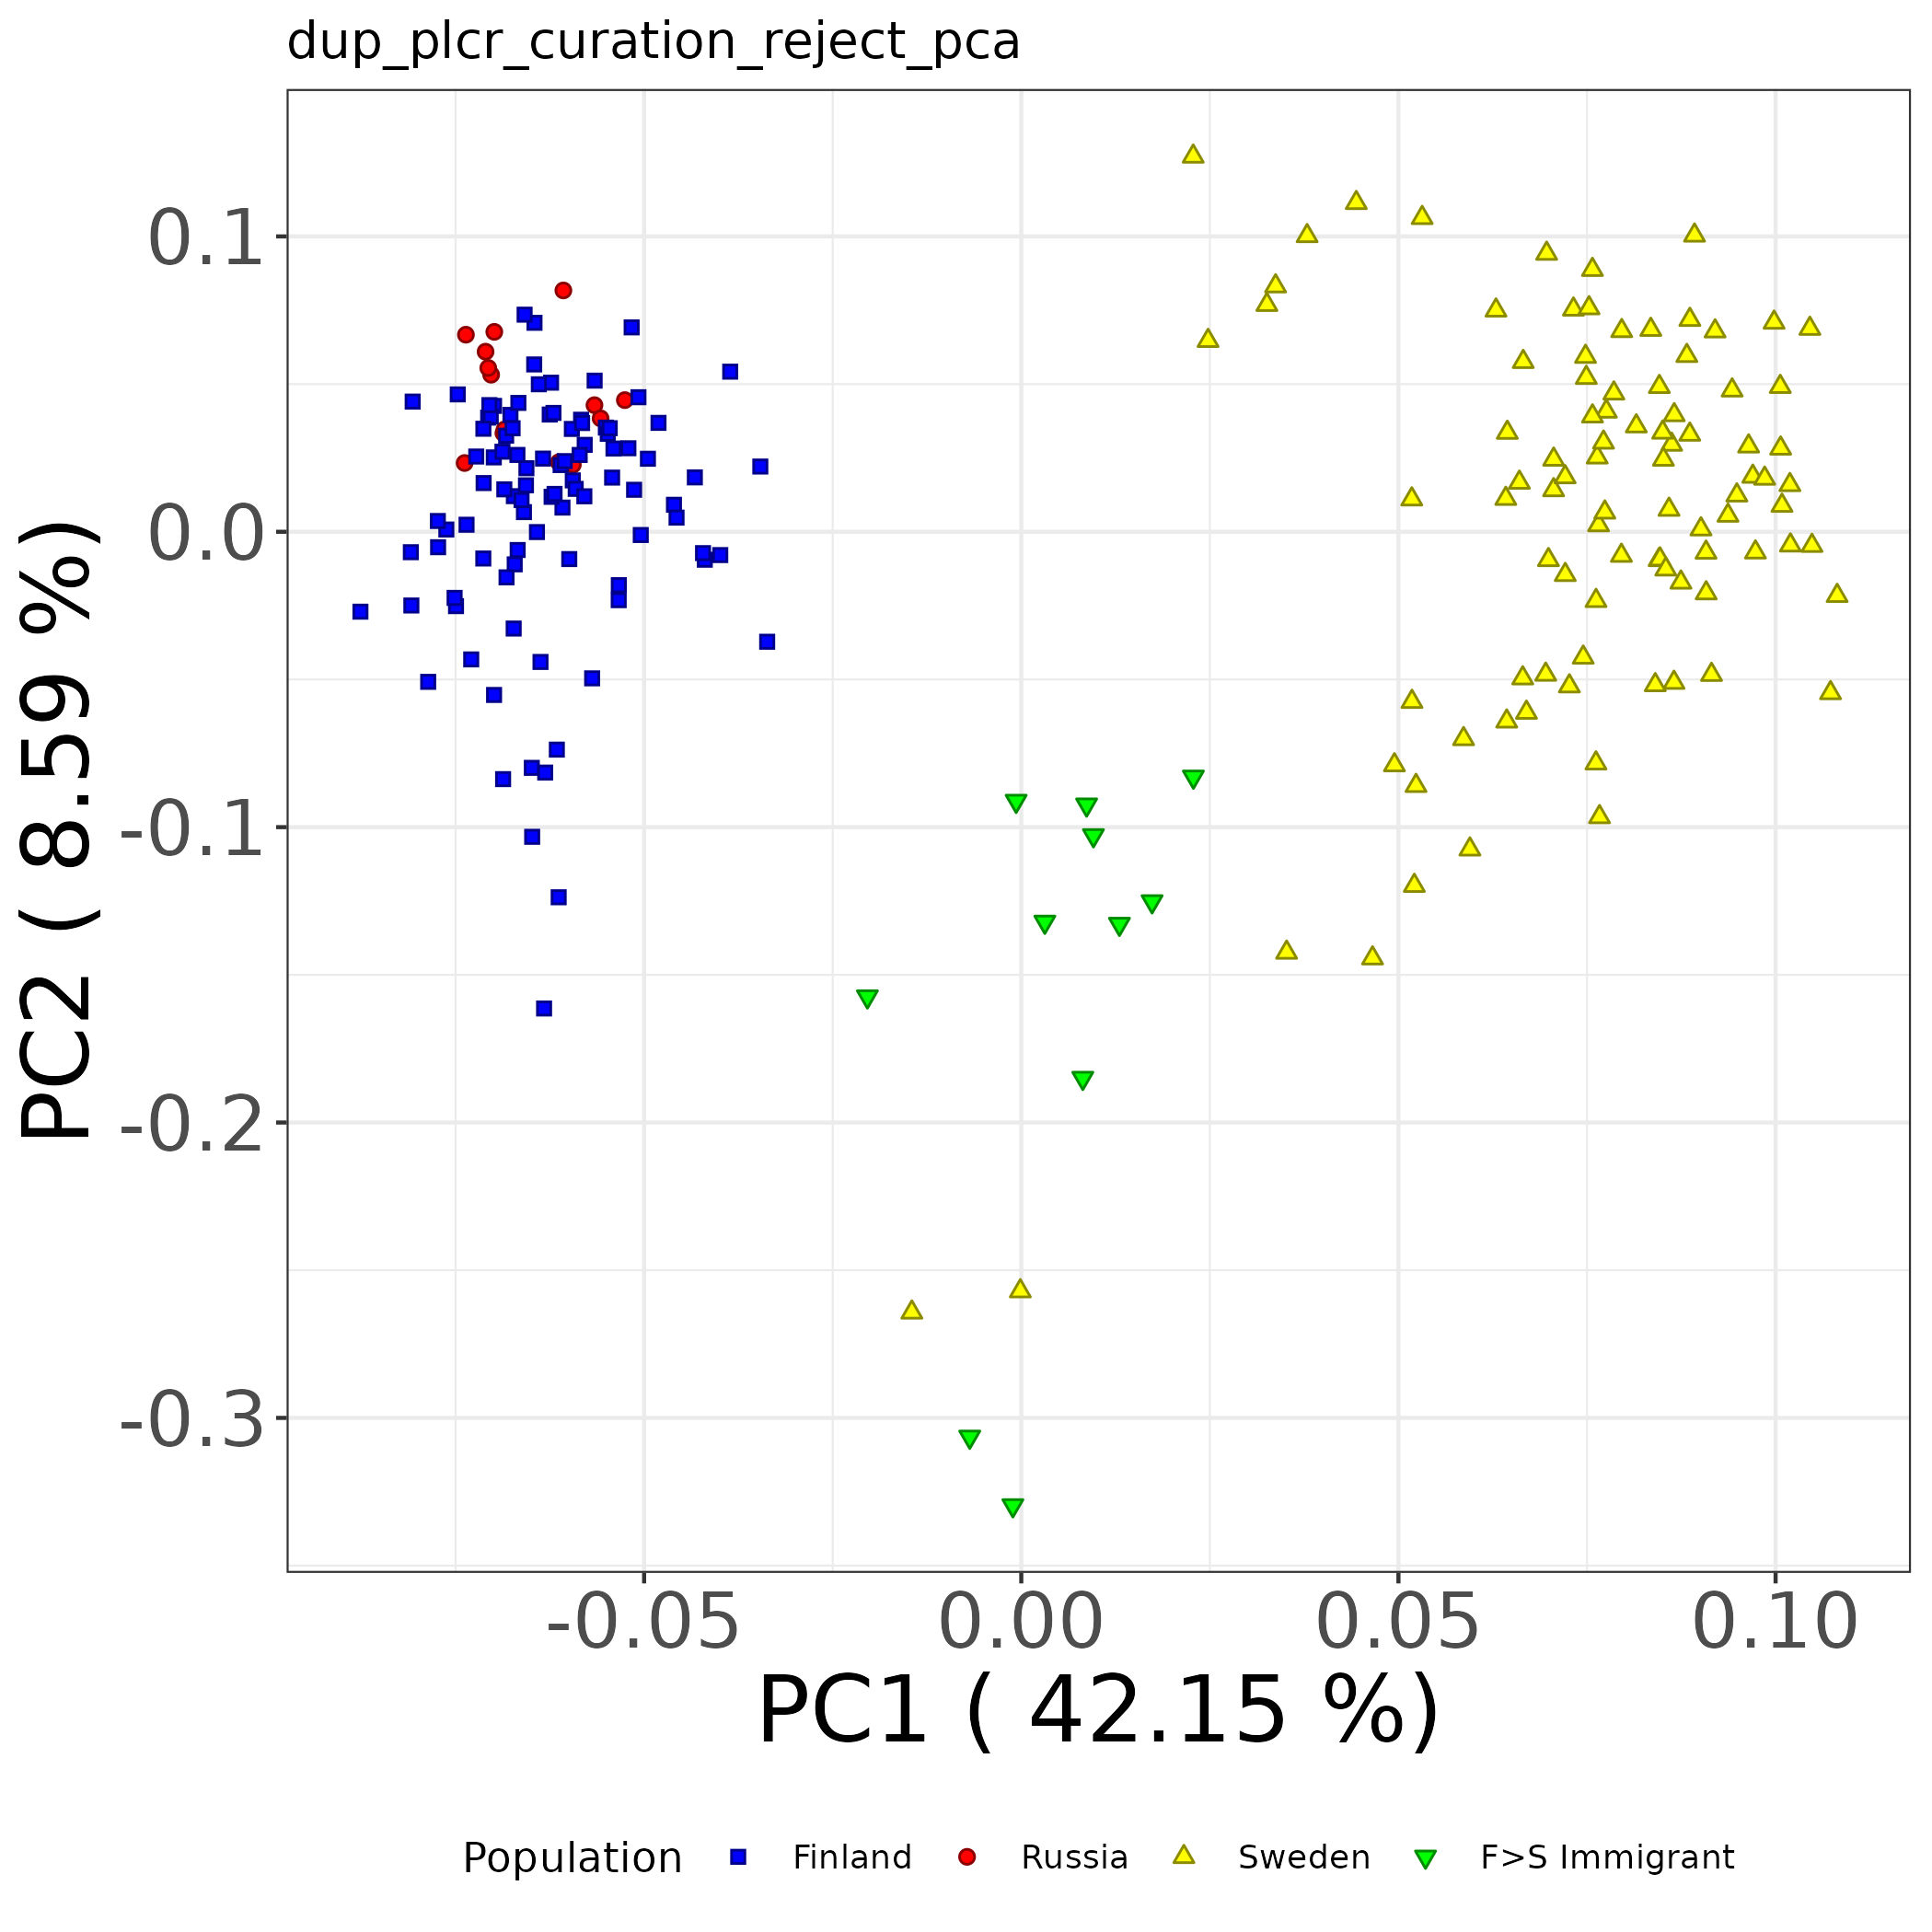 dup_plcr_curation_reject_pca
0.1
0.0
-0.1
-0.2
-0.3
PC2 ( 8.59 %)
-0.05 0.00 0.05 0.10
PC1 ( 42.15 %)
Population Finland Russia Sweden F>S Immigrant